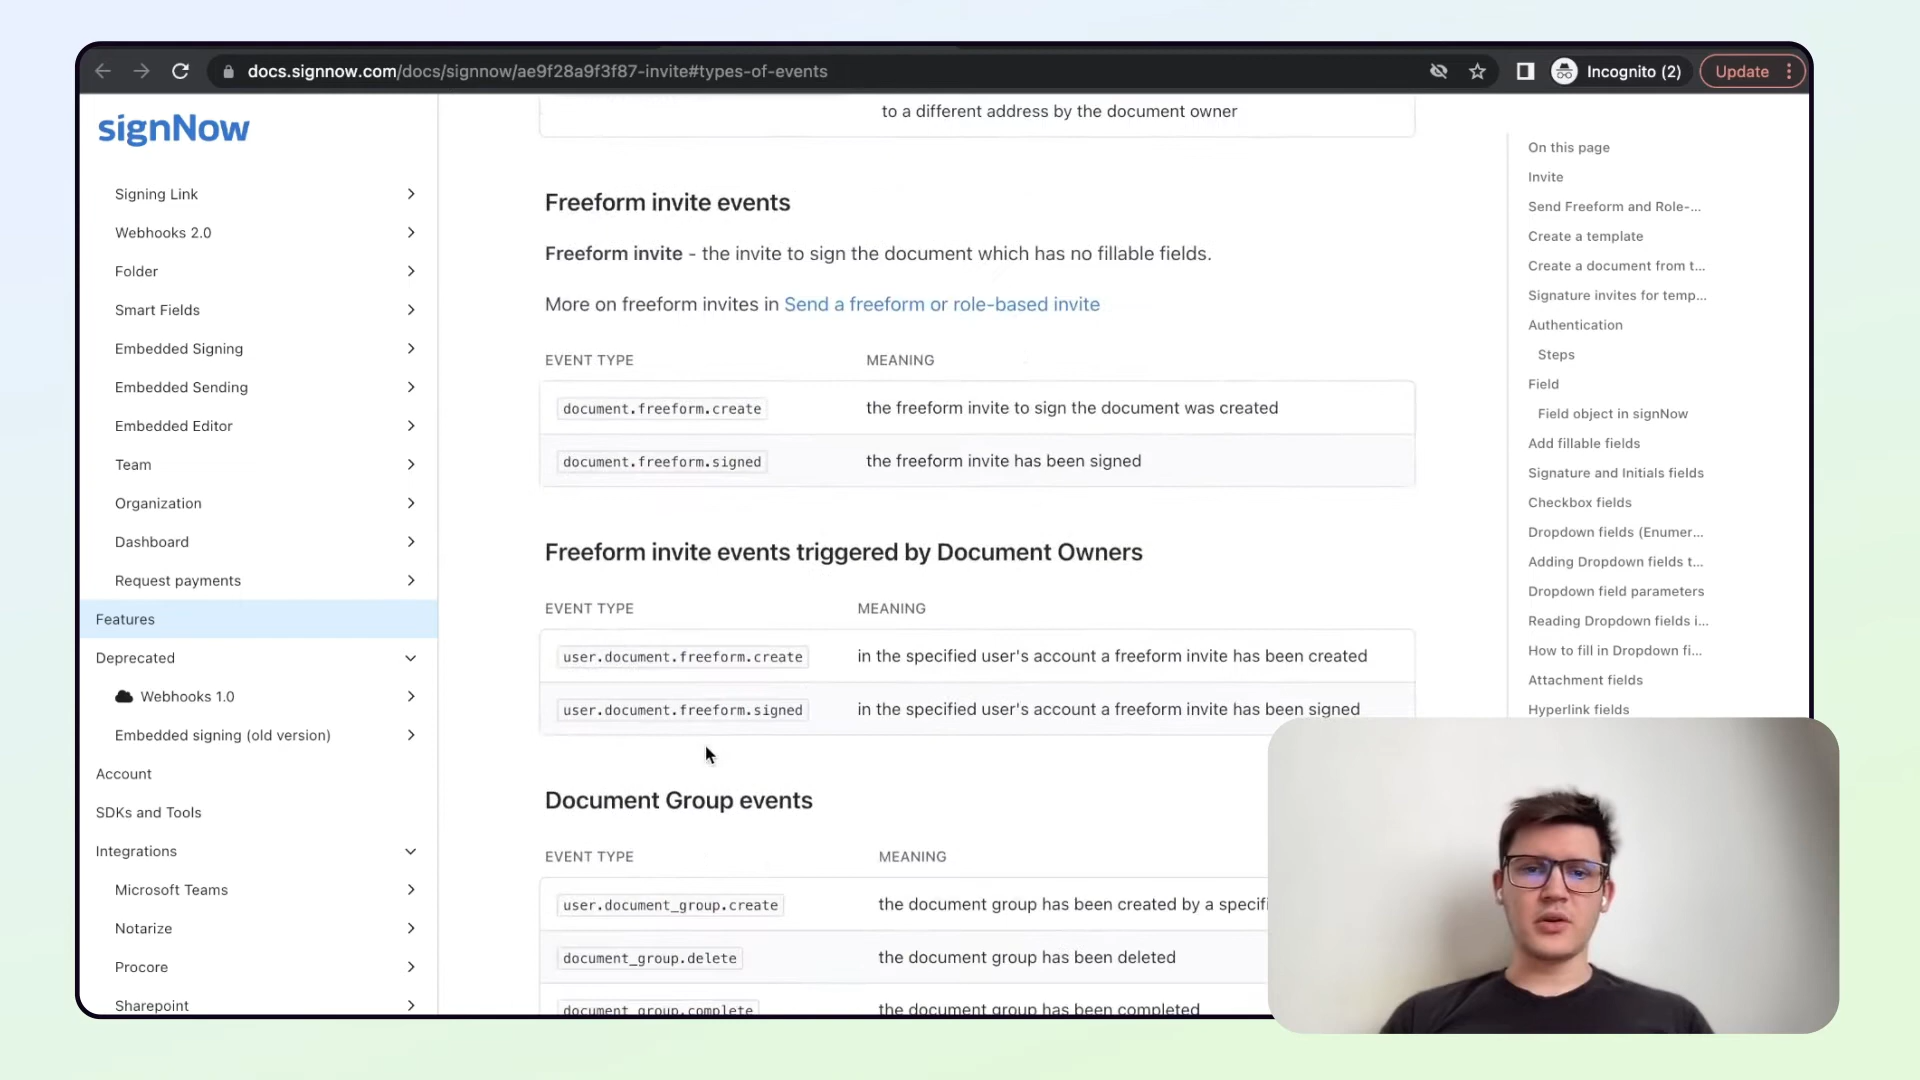 docs.signnow.com/docs/signnow/ae9f28a9f3f87-invite#types-of-events
Incognito (2)
Update
signNow
Signing Link
Webhooks 2.0
Folder
Smart Fields
Embedded Signing
Embedded Sending
Embedded Editor
Team
Organization
Dashboard
Request payments
Features
Deprecated
Webhooks 1.0
Embedded signing (old version)
Account
SDKs and Tools
Integrations
Microsoft Teams
Notarize
Procore
Sharepoint
to a different address by the document owner
Freeform invite events
Freeform invite - the invite to sign the document which has no fillable fields.
More on freeform invites in Send a freeform or role-based invite
EVENT TYPE MEANING
document.freeform.create the freeform invite to sign the document was created
document.freeform.signed the freeform invite has been signed
Freeform invite events triggered by Document Owners
EVENT TYPE MEANING
user.document.freeform.create in the specified user's account a freeform invite has been created
user.document.freeform.signed in the specified user's account a freeform invite has been signed
Document Group events
EVENT TYPE MEANING
user.document_group.create the document group has been created by a specifi
document_group.delete the document group has been deleted
document_group.complete the document group has been completed
On this page
Invite
Send Freeform and Role-...
Create a template
Create a document from t...
Signature invites for temp...
Authentication
Steps
Field
Field object in signNow
Add fillable fields
Signature and Initials fields
Checkbox fields
Dropdown fields (Enumer...
Adding Dropdown fields t...
Dropdown field parameters
Reading Dropdown fields i...
How to fill in Dropdown fi...
Attachment fields
Hyperlink fields